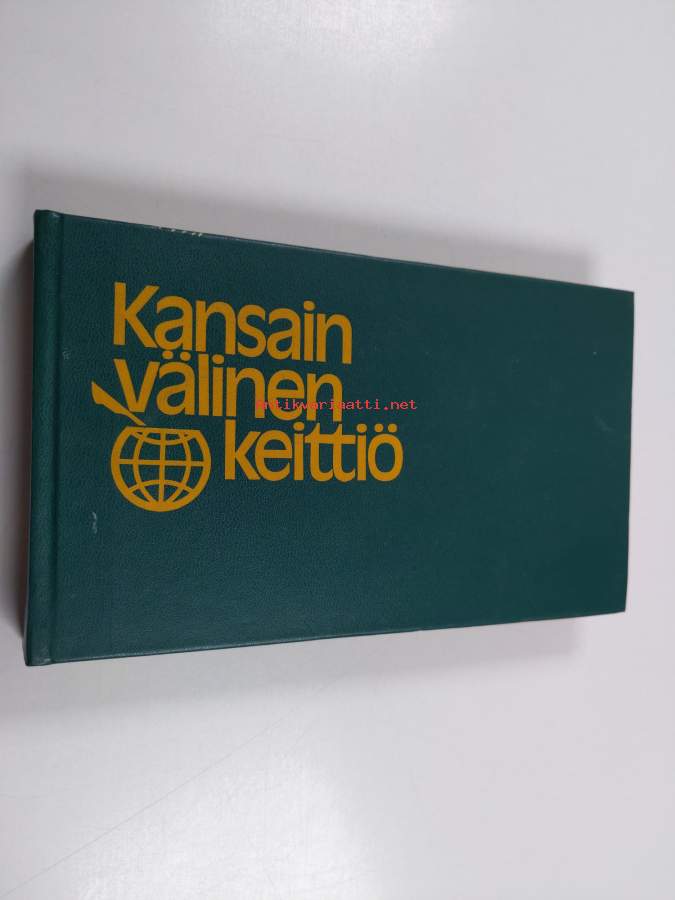 Kansain
välinen
keittiö
antikvariaatti.net